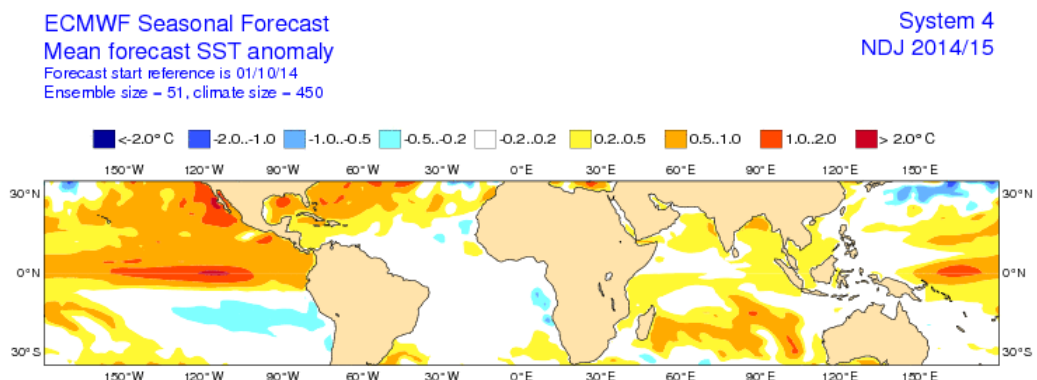 ECMWF Seasonal Forecast
System 4
Mean forecast SST anomaly
NDJ 2014/15
Forecast start reference is 01/10/14
Ensemble size = 51, climate size = 450
<-2.0°C -2.0..-1.0 -1.0..-0.5 -0.5..-0.2 -0.2..0.2 0.2..0.5 0.5..1.0 1.0..2.0 > 2.0°C
150°W 120°W 90°W 60°W 30°W 0°E 30°E 60°E 90°E 120°E 150°E
30°N 30°N
0°N 0°N
30°S 30°S
150°W 120°W 90°W 60°W 30°W 0°E 30°E 60°E 90°E 120°E 150°E